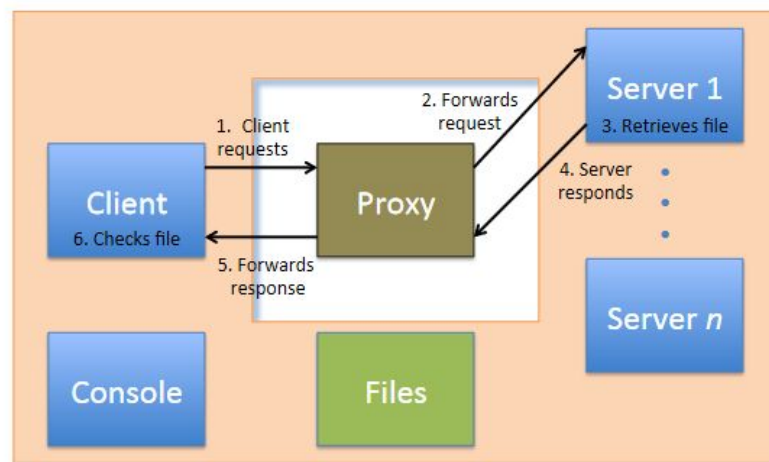 1. Client
requests
Client
6. Checks file
Proxy
2. Forwards
request
Server 1
3. Retrieves file
4. Server
responds
5. Forwards
response
Server n
Console
Files